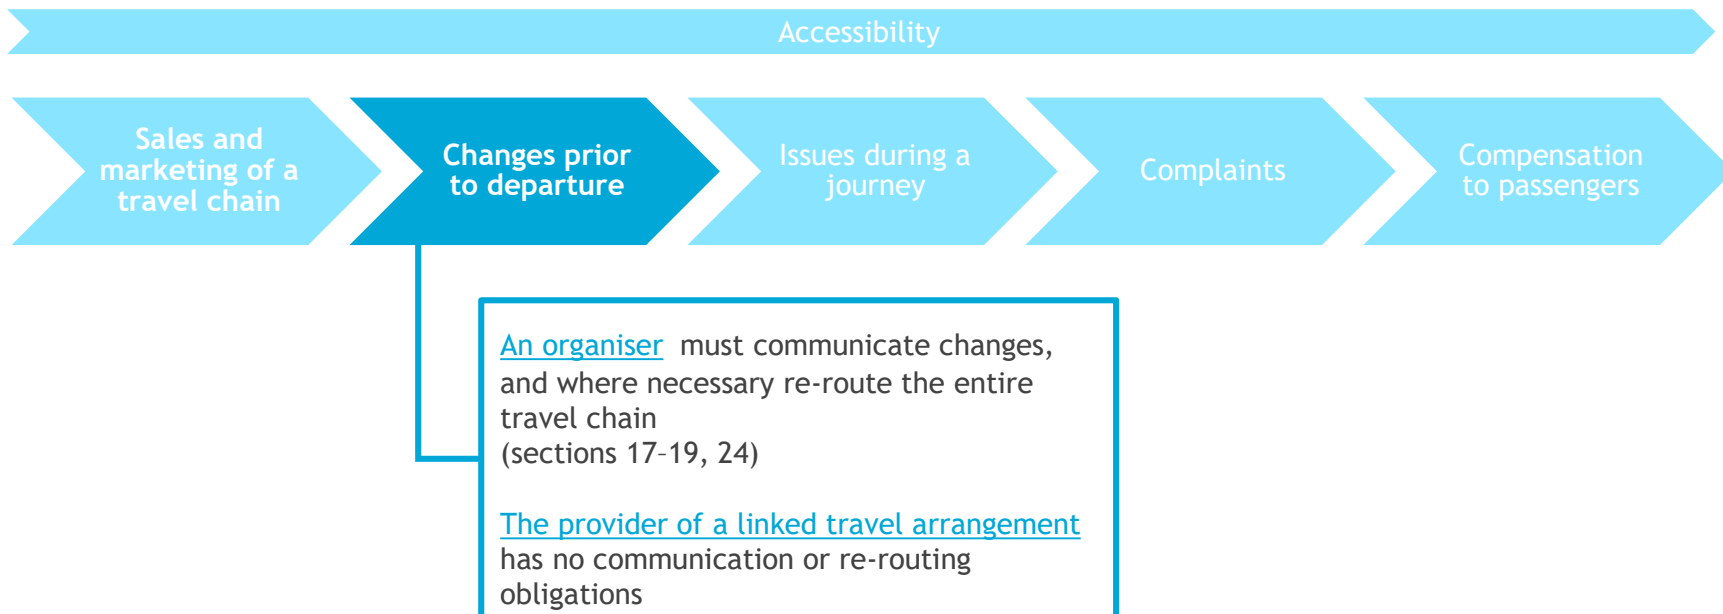 Accessibility
Sales and
marketing of a
travel chain
Changes prior
to departure
Issues during a
journey
Complaints
Compensation
to passengers
An organiser must communicate changes,
and where necessary re-route the entire
travel chain
(sections 17–19, 24)
The provider of a linked travel arrangement
has no communication or re-routing
obligations